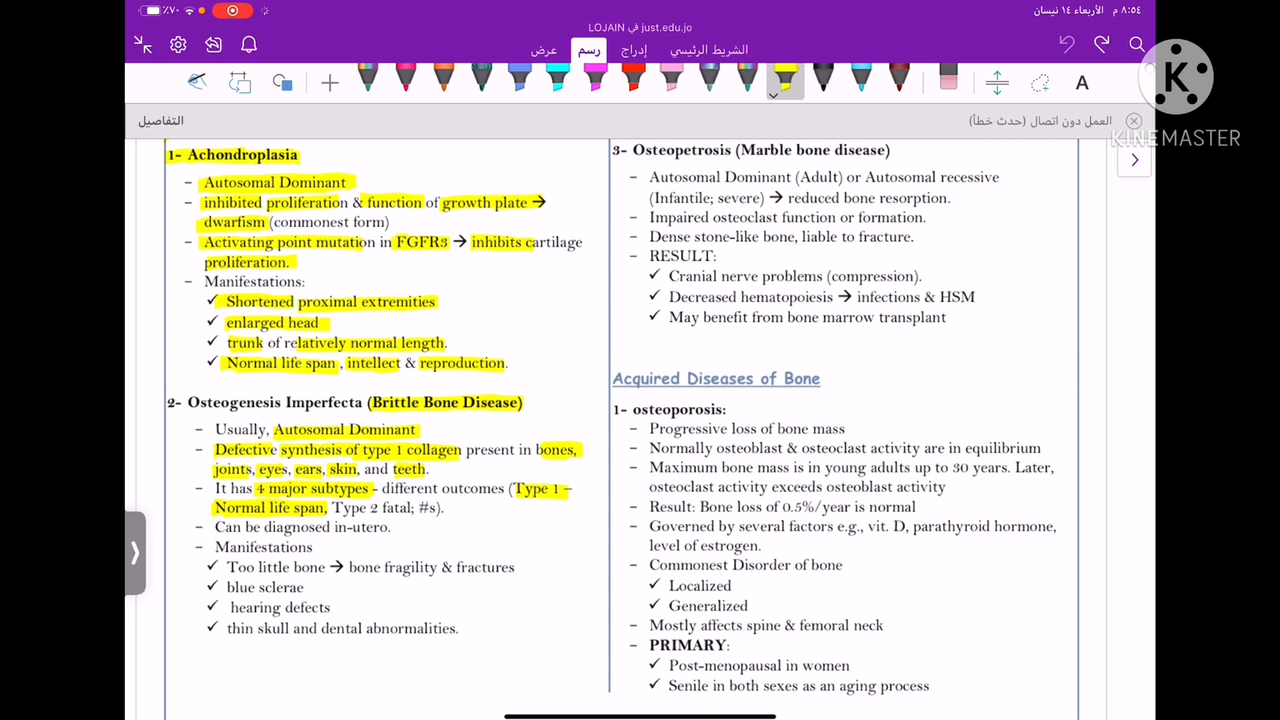 ٪٧٠
٨:٥٤ م الأربعاء ١٤ نيسان
LOJAIN في just.edu.jo
الشريط الرئيسي
إدراج
رسم
عرض
A
K
KINEMASTER
العمل دون اتصال (حدث خطأ)
التفاصيل
1- Achondroplasia
- Autosomal Dominant
- inhibited proliferation & function of growth plate →
dwarfism (commonest form)
- Activating point mutation in FGFR3 → inhibits cartilage
proliferation.
- Manifestations:
✓ Shortened proximal extremities
✓ enlarged head
✓ trunk of relatively normal length.
✓ Normal life span , intellect & reproduction.
2- Osteogenesis Imperfecta (Brittle Bone Disease)
- Usually, Autosomal Dominant
- Defective synthesis of type 1 collagen present in bones,
joints, eyes, ears, skin, and teeth.
- It has 4 major subtypes - different outcomes (Type 1 –
Normal life span, Type 2 fatal; #s).
- Can be diagnosed in-utero.
- Manifestations
✓ Too little bone → bone fragility & fractures
✓ blue sclerae
✓ hearing defects
✓ thin skull and dental abnormalities.
3- Osteopetrosis (Marble bone disease)
- Autosomal Dominant (Adult) or Autosomal recessive
(Infantile; severe) → reduced bone resorption.
- Impaired osteoclast function or formation.
- Dense stone-like bone, liable to fracture.
- RESULT:
✓ Cranial nerve problems (compression).
✓ Decreased hematopoiesis → infections & HSM
✓ May benefit from bone marrow transplant
Acquired Diseases of Bone
1- osteoporosis:
- Progressive loss of bone mass
- Normally osteoblast & osteoclast activity are in equilibrium
- Maximum bone mass is in young adults up to 30 years. Later,
osteoclast activity exceeds osteoblast activity
- Result: Bone loss of 0.5%/year is normal
- Governed by several factors e.g., vit. D, parathyroid hormone,
level of estrogen.
- Commonest Disorder of bone
✓ Localized
✓ Generalized
- Mostly affects spine & femoral neck
- PRIMARY:
✓ Post-menopausal in women
✓ Senile in both sexes as an aging process